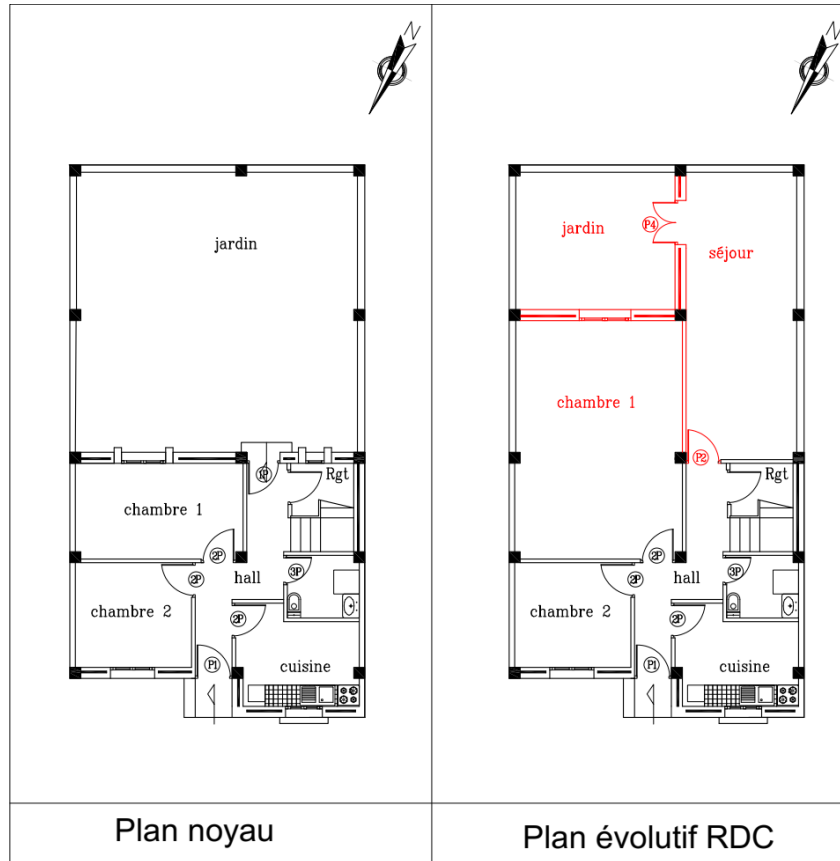 N
jardin
1P
Rgt
chambre 1
2P
2P
hall
3P
chambre 2
2P
P1
cuisine
Plan noyau
N
jardin
P4
séjour
chambre 1
P2
Rgt
2P
2P
hall
3P
chambre 2
2P
P1
cuisine
Plan évolutif RDC